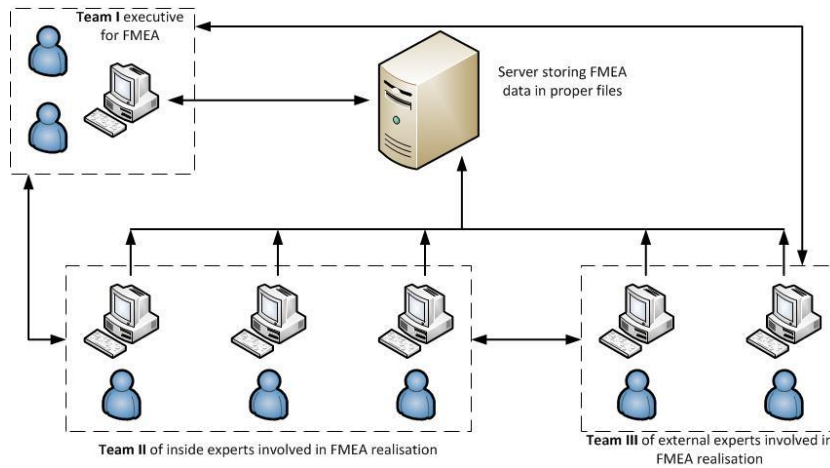 Team I executive
for FMEA
Server storing FMEA
data in proper files
Team II of inside experts involved in FMEA realisation
Team III of external experts involved in
FMEA realisation